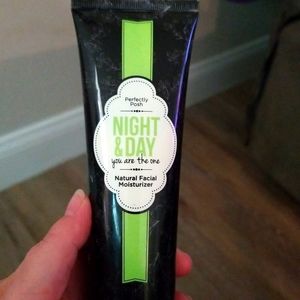 Perfectly
Posh
NIGHT
& DAY
you are the one
Natural Facial
Moisturizer